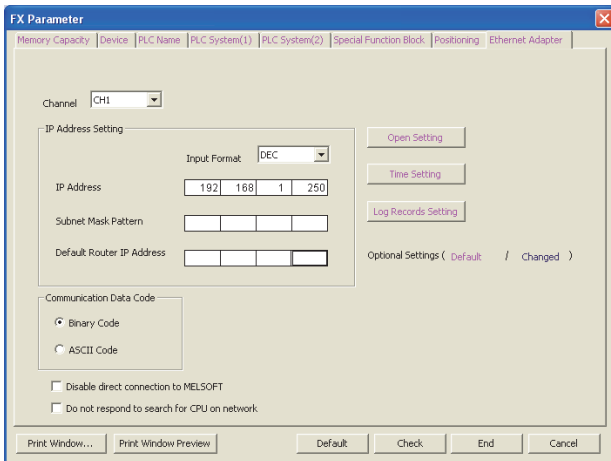 FX Parameter
Memory Capacity Device PLC Name PLC System(1) PLC System(2) Special Function Block Positioning Ethernet Adapter
Channel CH1
IP Address Setting
Input Format DEC
IP Address 192 168 1 250
Subnet Mask Pattern
Default Router IP Address
Open Setting
Time Setting
Log Records Setting
Optional Settings ( Default / Changed )
Communication Data Code
Binary Code
ASCII Code
Disable direct connection to MELSOFT
Do not respond to search for CPU on network
Print Window... Print Window Preview Default Check End Cancel